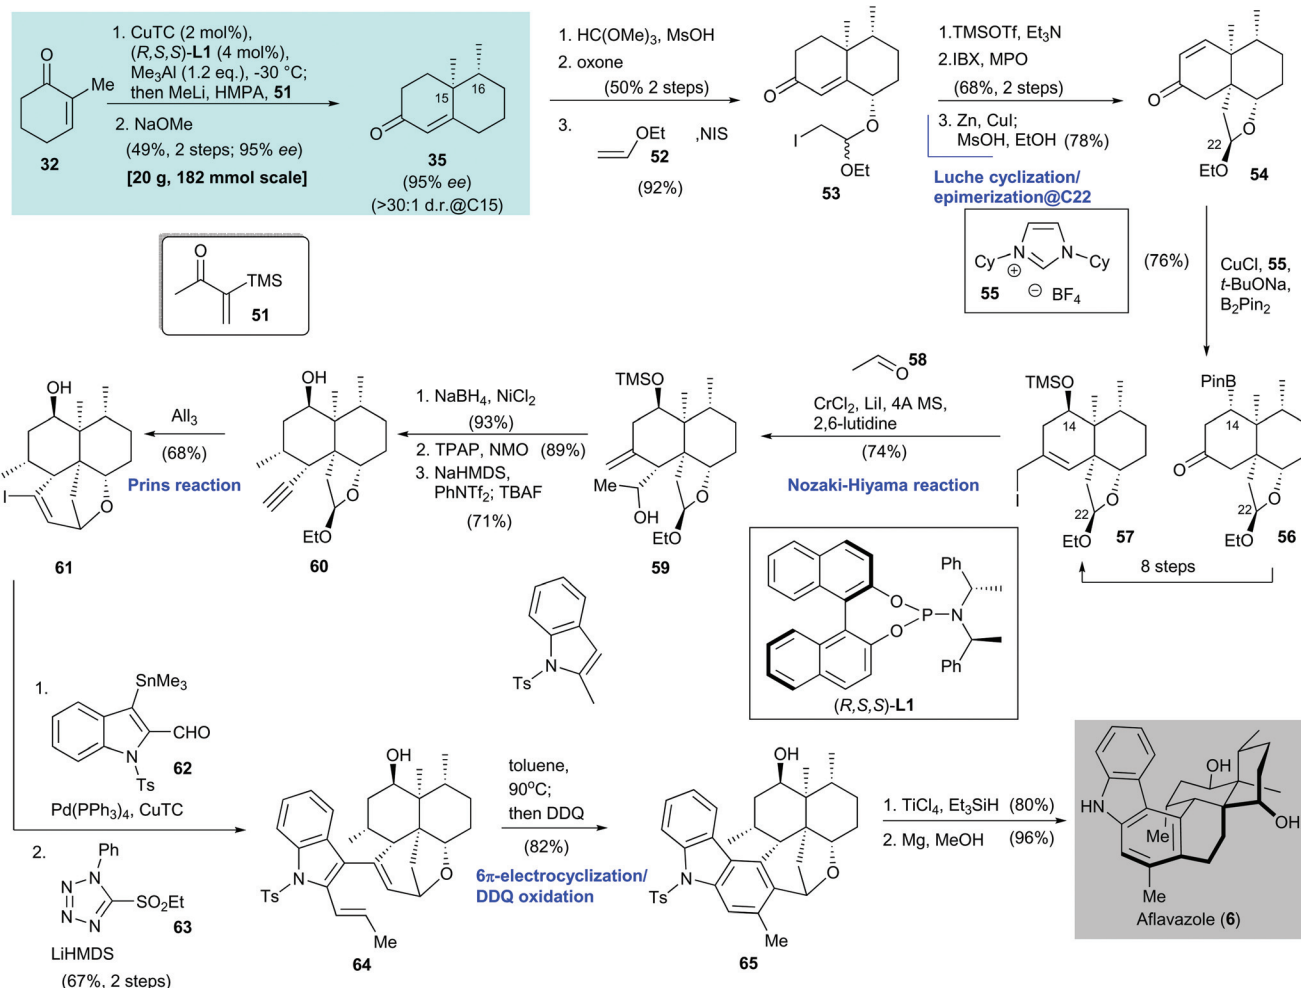 O
Me
32
1. CuTC (2 mol%),
(R,S,S)-L1 (4 mol%),
Me3Al (1.2 eq.), -30 °C;
then MeLi, HMPA, 51
2. NaOMe
(49%, 2 steps; 95% ee)
[20 g, 182 mmol scale]
15
16
O
35
(95% ee)
(>30:1 d.r.@C15)
1. HC(OMe)3, MsOH
2. oxone
(50% 2 steps)
3.
OEt
52
,NIS
(92%)
O
I
O
OEt
53
1.TMSOTf, Et3N
2.IBX, MPO
(68%, 2 steps)
3. Zn, CuI;
MsOH, EtOH (78%)
Luche cyclization/
epimerization@C22
O
22
O
EtO
54
O
TMS
51
Cy
N
N
Cy
⊕
55
⊖ BF4
(76%)
CuCl, 55,
t-BuONa,
B2Pin2
OH
I
O
61
AlI3
(68%)
Prins reaction
OH
O
EtO
60
1. NaBH4, NiCl2
(93%)
2. TPAP, NMO (89%)
3. NaHMDS,
PhNTf2; TBAF
(71%)
TMSO
Me
OH
O
EtO
59
58
O
CrCl2, LiI, 4A MS,
2,6-lutidine
(74%)
Nozaki-Hiyama reaction
TMSO
14
I
22
O
EtO
57
PinB
14
O
22
O
EtO
56
8 steps
Ts
N
Ph
O
P
N
O
Ph
(R,S,S)-L1
1.
SnMe3
CHO
N
Ts
62
Pd(PPh3)4, CuTC
2.
Ph
N
N
N
N
SO2Et
63
LiHMDS
(67%, 2 steps)
OH
O
Ts
N
Me
64
toluene,
90°C;
then DDQ
(82%)
6π-electrocyclization/
DDQ oxidation
OH
O
Ts
N
Me
65
1. TiCl4, Et3SiH (80%)
2. Mg, MeOH (96%)
OH
HN
Me
OH
Me
Aflavazole (6)